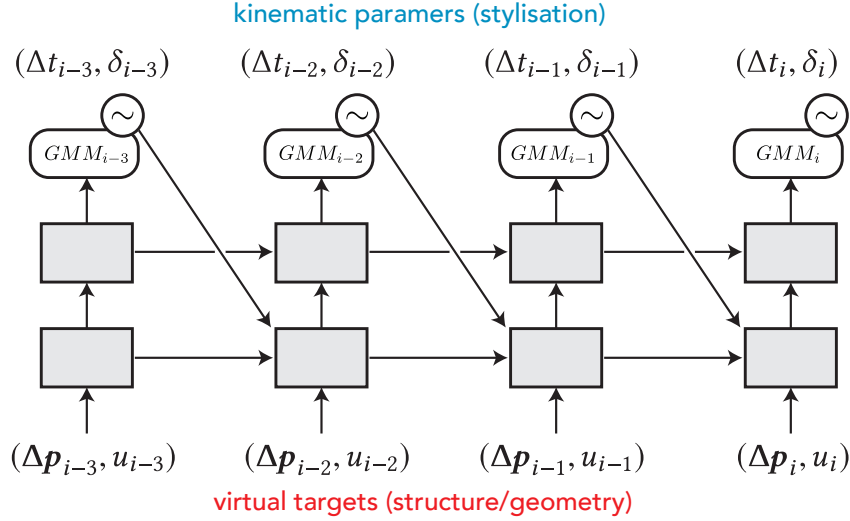 kinematic paramers (stylisation)
(Δt_{i−3}, δ_{i−3}) (Δt_{i−2}, δ_{i−2}) (Δt_{i−1}, δ_{i−1}) (Δt_i, δ_i)
∼ ∼ ∼ ∼
GMM_{i−3} GMM_{i−2} GMM_{i−1} GMM_i
(Δp_{i−3}, u_{i−3}) (Δp_{i−2}, u_{i−2}) (Δp_{i−1}, u_{i−1}) (Δp_i, u_i)
virtual targets (structure/geometry)